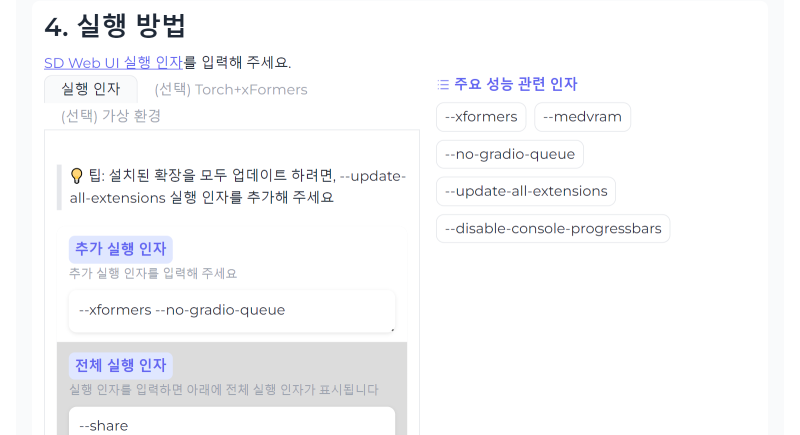 4. 실행 방법
SD Web UI 실행 인자를 입력해 주세요.
실행 인자
(선택) Torch+xFormers
(선택) 가상 환경
💡 팁: 설치된 확장을 모두 업데이트 하려면, --update-
all-extensions 실행 인자를 추가해 주세요
추가 실행 인자
추가 실행 인자를 입력해 주세요
--xformers --no-gradio-queue
전체 실행 인자
실행 인자를 입력하면 아래에 전체 실행 인자가 표시됩니다
--share
주요 성능 관련 인자
--xformers
--medvram
--no-gradio-queue
--update-all-extensions
--disable-console-progressbars